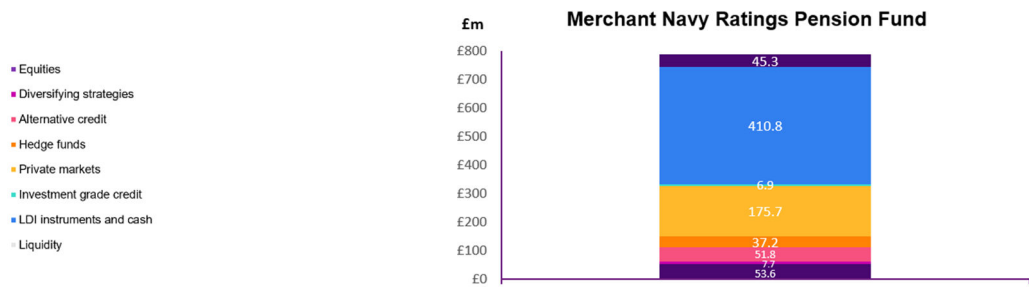 Merchant Navy Ratings Pension Fund
£m
£800
£700
£600
£500
£400
£300
£200
£100
£0
45.3
410.8
6.9
175.7
37.2
51.8
7.7
53.6
Equities
Diversifying strategies
Alternative credit
Hedge funds
Private markets
Investment grade credit
LDI instruments and cash
Liquidity